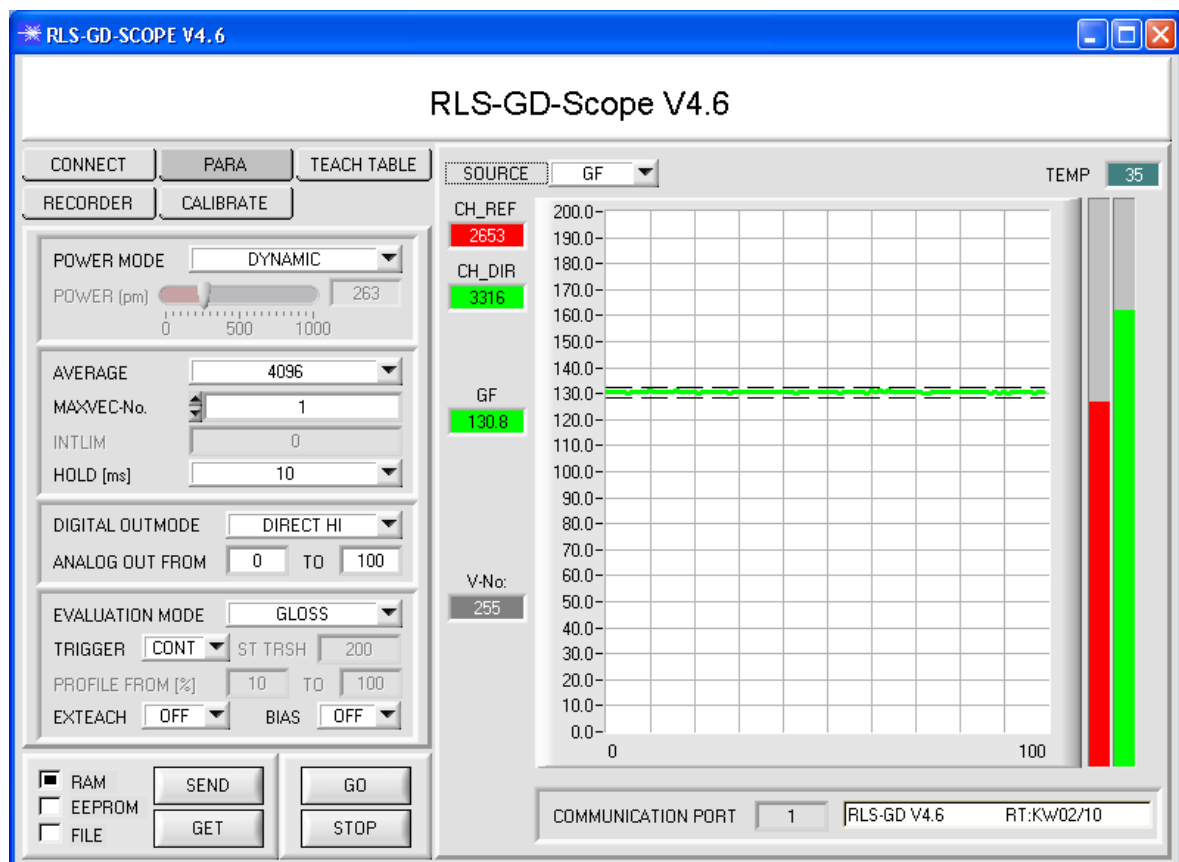 RLS-GD-SCOPE V4.6
RLS-GD-Scope V4.6
CONNECT PARA TEACH TABLE
RECORDER CALIBRATE
POWER MODE DYNAMIC
POWER (pm) 263
0 500 1000
AVERAGE 4096
MAXVEC-No. 1
INTLIM 0
HOLD [ms] 10
DIGITAL OUTMODE DIRECT HI
ANALOG OUT FROM 0 TO 100
EVALUATION MODE GLOSS
TRIGGER CONT ST TRSH 200
PROFILE FROM [%] 10 TO 100
EXTEACH OFF BIAS OFF
RAM
EEPROM
FILE
SEND
GET
GO
STOP
SOURCE GF
TEMP 35
CH_REF
2653
CH_DIR
3316
GF
130.8
V-No:
255
200.0
190.0
180.0
170.0
160.0
150.0
140.0
130.0
120.0
110.0
100.0
90.0
80.0
70.0
60.0
50.0
40.0
30.0
20.0
10.0
0.0
0 100
COMMUNICATION PORT 1 RLS-GD V4.6 RT:KW02/10